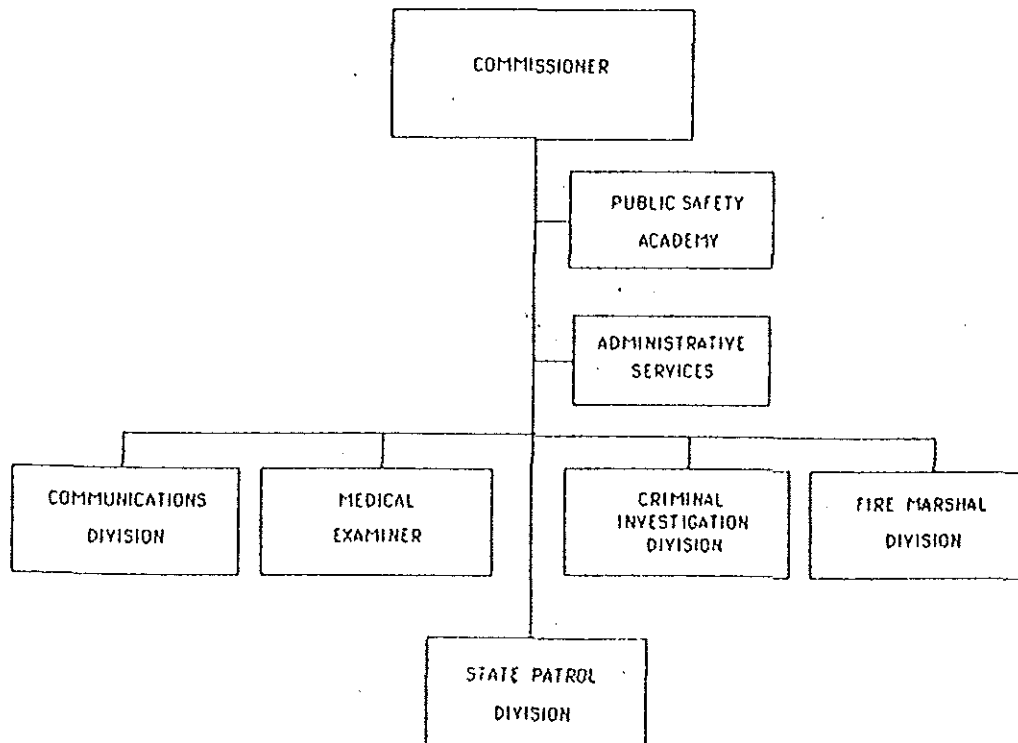 COMMISSIONER
PUBLIC SAFETY
ACADEMY
ADMINISTRATIVE
SERVICES
COMMUNICATIONS
DIVISION
MEDICAL
EXAMINER
CRIMINAL
INVESTIGATION
DIVISION
FIRE MARSHAL
DIVISION
STATE PATROL
DIVISION